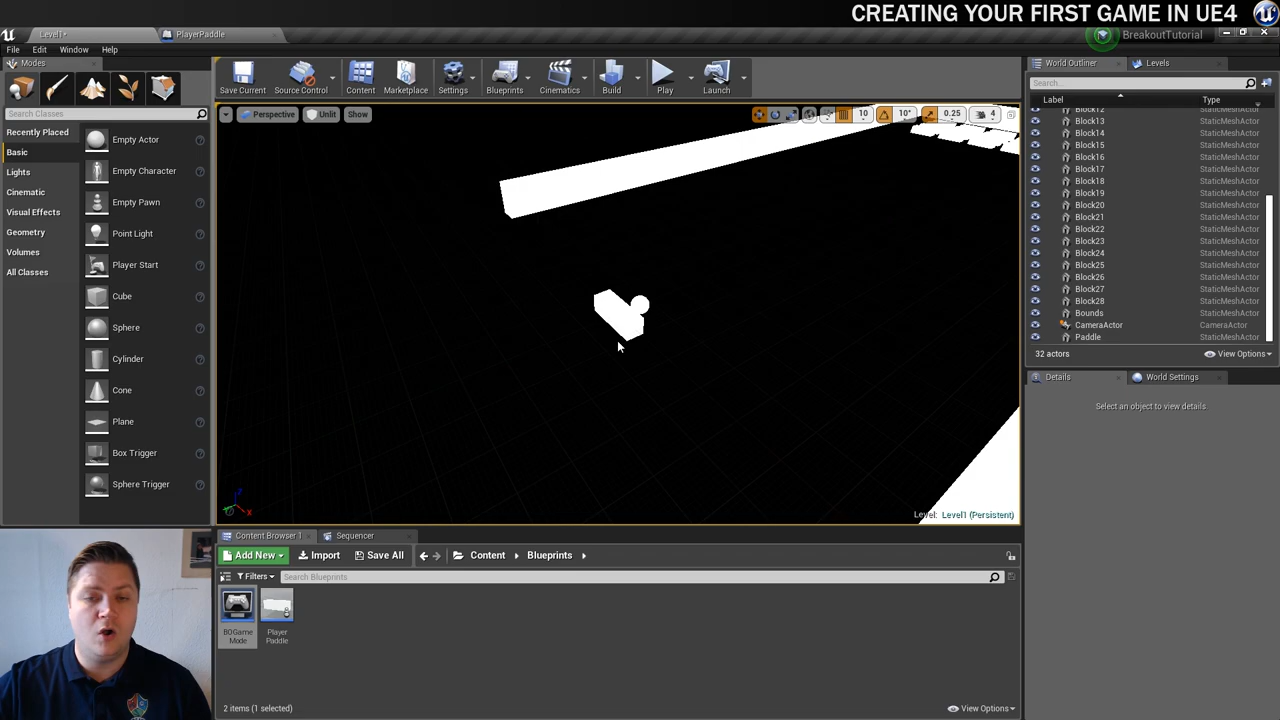 CREATING YOUR FIRST GAME IN UE4
Level1*
PlayerPaddle
BreakoutTutorial
File
Edit
Window
Help
Modes
Search Classes
Recently Placed
Basic
Lights
Cinematic
Visual Effects
Geometry
Volumes
All Classes
Empty Actor
Empty Character
Empty Pawn
Point Light
Player Start
Cube
Sphere
Cylinder
Cone
Plane
Box Trigger
Sphere Trigger
Save Current
Source Control
Content
Marketplace
Settings
Blueprints
Cinematics
Build
Play
Launch
Perspective
Unlit
Show
10
10°
0.25
4
Level: Level1 (Persistent)
Content Browser 1
Sequencer
Add New
Import
Save All
Content
Blueprints
Filters
Search Blueprints
BOGame Mode
Player Paddle
2 items (1 selected)
View Options
World Outliner
Levels
Search...
Label
Type
Block12
Block13 StaticMeshActor
Block14 StaticMeshActor
Block15 StaticMeshActor
Block16 StaticMeshActor
Block17 StaticMeshActor
Block18 StaticMeshActor
Block19 StaticMeshActor
Block20 StaticMeshActor
Block21 StaticMeshActor
Block22 StaticMeshActor
Block23 StaticMeshActor
Block24 StaticMeshActor
Block25 StaticMeshActor
Block26 StaticMeshActor
Block27 StaticMeshActor
Block28 StaticMeshActor
Bounds StaticMeshActor
CameraActor CameraActor
Paddle StaticMeshActor
32 actors
View Options
Details
World Settings
Select an object to view details.